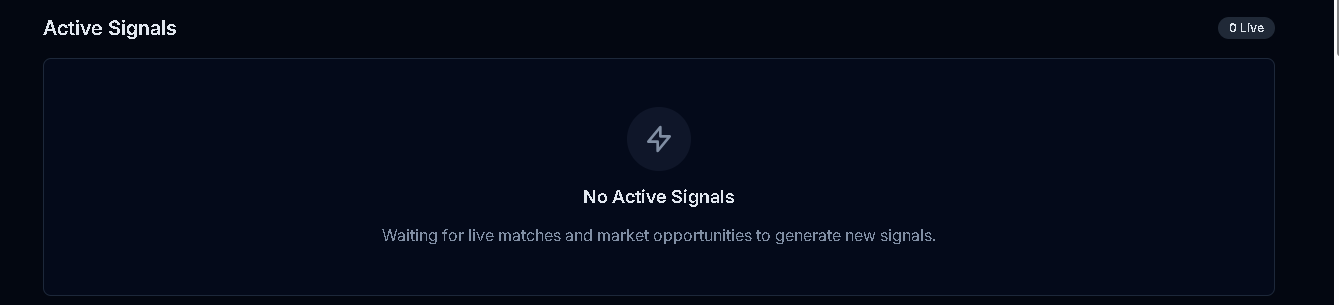 Active Signals
0 Live
No Active Signals
Waiting for live matches and market opportunities to generate new signals.